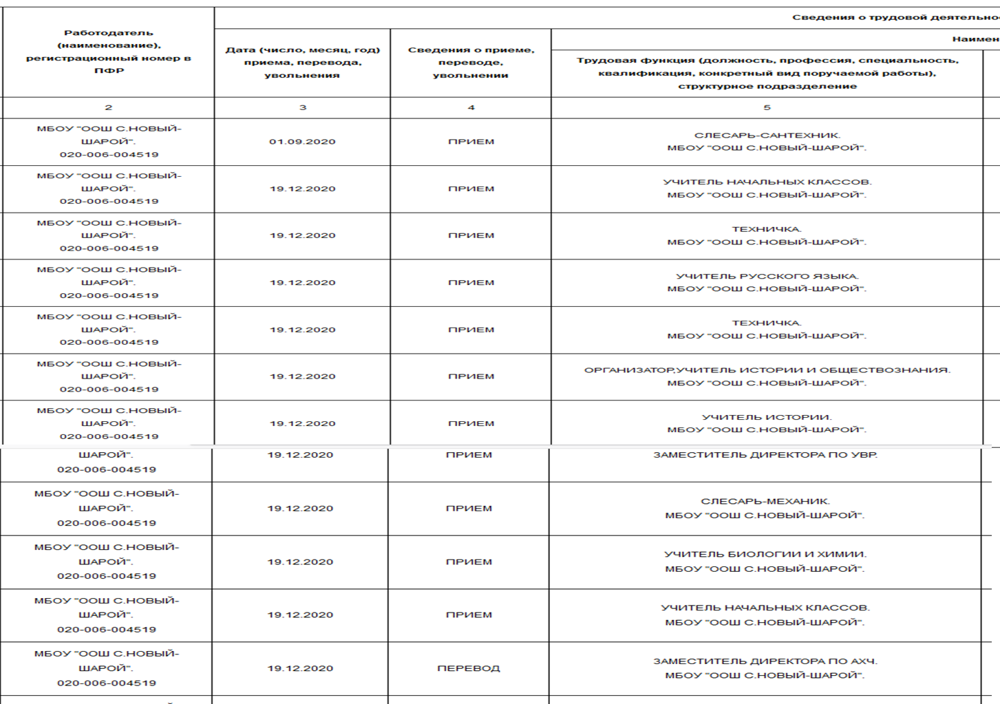 Сведения о трудовой деятельно
Работодатель
(наименование),
регистрационный номер в
ПФР
Дата (число, месяц, год)
приема, перевода,
увольнения
Сведения о приеме,
переводе,
увольнении
Наимен
Трудовая функция (должность, профессия, специальность,
квалификация, конкретный вид поручаемой работы),
структурное подразделение
2
3
4
5
МБОУ "ООШ С.НОВЫЙ-
ШАРОЙ".
020-006-004519
01.09.2020
ПРИЕМ
СЛЕСАРЬ-САНТЕХНИК.
МБОУ "ООШ С.НОВЫЙ-ШАРОЙ".
МБОУ "ООШ С.НОВЫЙ-
ШАРОЙ".
020-006-004519
19.12.2020
ПРИЕМ
УЧИТЕЛЬ НАЧАЛЬНЫХ КЛАССОВ.
МБОУ "ООШ С.НОВЫЙ-ШАРОЙ".
МБОУ "ООШ С.НОВЫЙ-
ШАРОЙ".
020-006-004519
19.12.2020
ПРИЕМ
ТЕХНИЧКА.
МБОУ "ООШ С.НОВЫЙ-ШАРОЙ".
МБОУ "ООШ С.НОВЫЙ-
ШАРОЙ".
020-006-004519
19.12.2020
ПРИЕМ
УЧИТЕЛЬ РУССКОГО ЯЗЫКА.
МБОУ "ООШ С.НОВЫЙ-ШАРОЙ".
МБОУ "ООШ С.НОВЫЙ-
ШАРОЙ".
020-006-004519
19.12.2020
ПРИЕМ
ТЕХНИЧКА.
МБОУ "ООШ С.НОВЫЙ-ШАРОЙ".
МБОУ "ООШ С.НОВЫЙ-
ШАРОЙ".
020-006-004519
19.12.2020
ПРИЕМ
ОРГАНИЗАТОР,УЧИТЕЛЬ ИСТОРИИ И ОБЩЕСТВОЗНАНИЯ.
МБОУ "ООШ С.НОВЫЙ-ШАРОЙ".
МБОУ "ООШ С.НОВЫЙ-
ШАРОЙ".
020-006-004519
19.12.2020
ПРИЕМ
УЧИТЕЛЬ ИСТОРИИ.
МБОУ "ООШ С.НОВЫЙ-ШАРОЙ".
ШАРОЙ".
020-006-004519
19.12.2020
ПРИЕМ
ЗАМЕСТИТЕЛЬ ДИРЕКТОРА ПО УВР.
МБОУ "ООШ С.НОВЫЙ-
ШАРОЙ".
020-006-004519
19.12.2020
ПРИЕМ
СЛЕСАРЬ-МЕХАНИК.
МБОУ "ООШ С.НОВЫЙ-ШАРОЙ".
МБОУ "ООШ С.НОВЫЙ-
ШАРОЙ".
020-006-004519
19.12.2020
ПРИЕМ
УЧИТЕЛЬ БИОЛОГИИ И ХИМИИ.
МБОУ "ООШ С.НОВЫЙ-ШАРОЙ".
МБОУ "ООШ С.НОВЫЙ-
ШАРОЙ".
020-006-004519
19.12.2020
ПРИЕМ
УЧИТЕЛЬ НАЧАЛЬНЫХ КЛАССОВ.
МБОУ "ООШ С.НОВЫЙ-ШАРОЙ".
МБОУ "ООШ С.НОВЫЙ-
ШАРОЙ".
020-006-004519
19.12.2020
ПЕРЕВОД
ЗАМЕСТИТЕЛЬ ДИРЕКТОРА ПО АХЧ.
МБОУ "ООШ С.НОВЫЙ-ШАРОЙ".